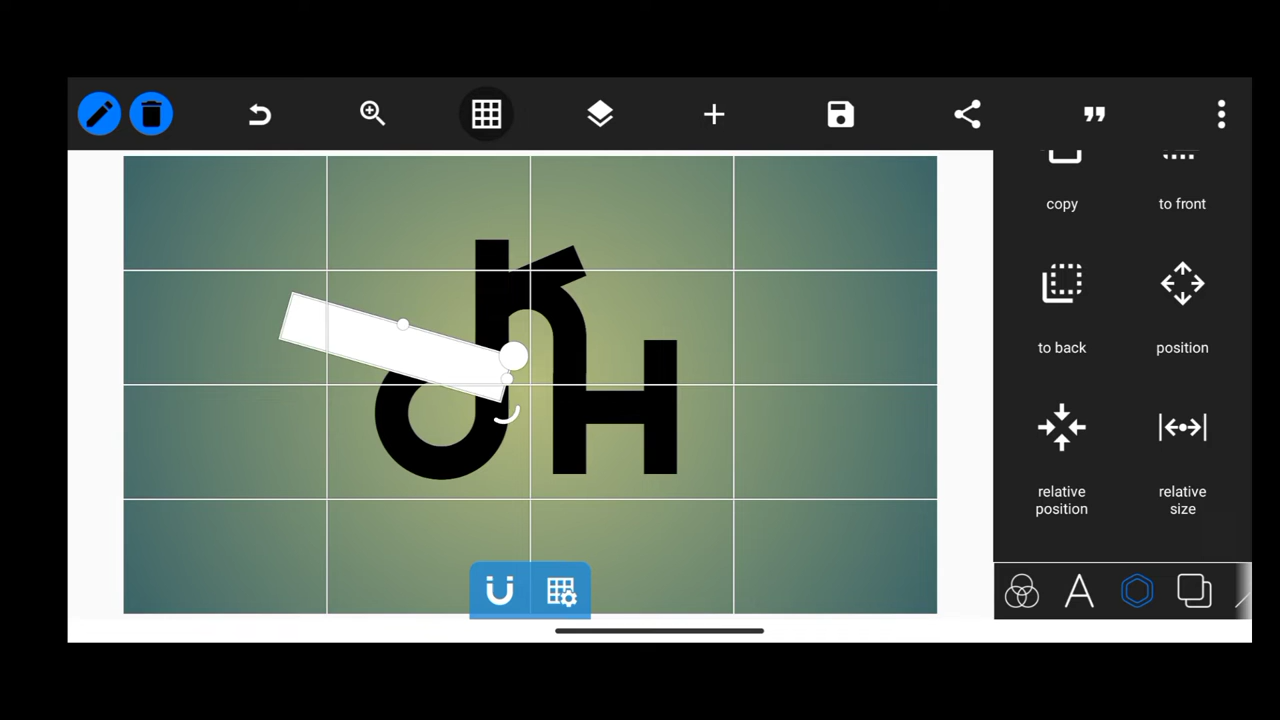 copy
to front
to back
position
relative position
relative size